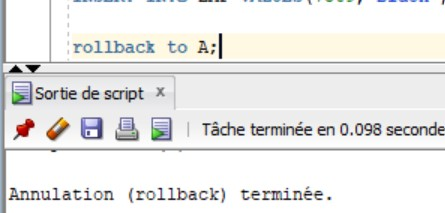 rollback to A;
Sortie de script x
Tâche terminée en 0.098 seconde
Annulation (rollback) terminée.